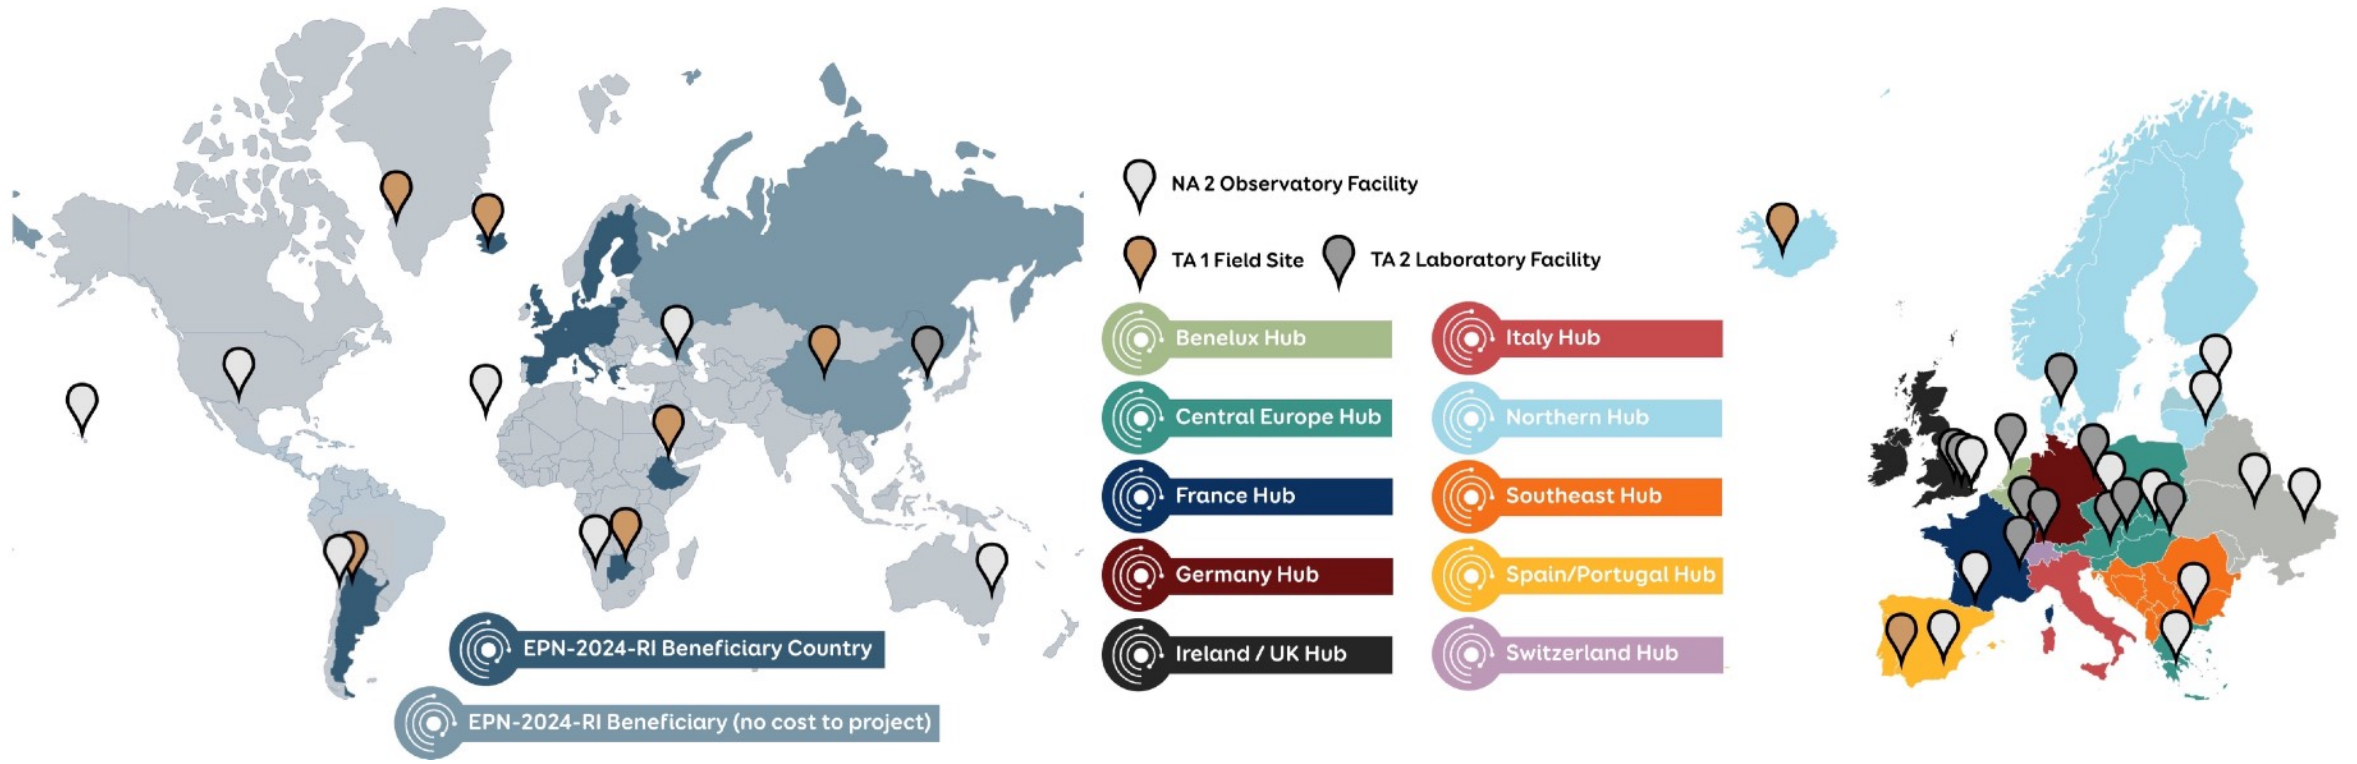 NA 2 Observatory Facility
TA 1 Field Site
TA 2 Laboratory Facility
Benelux Hub
Italy Hub
Central Europe Hub
Northern Hub
France Hub
Southeast Hub
Germany Hub
Spain/Portugal Hub
Ireland / UK Hub
Switzerland Hub
EPN-2024-RI Beneficiary Country
EPN-2024-RI Beneficiary (no cost to project)